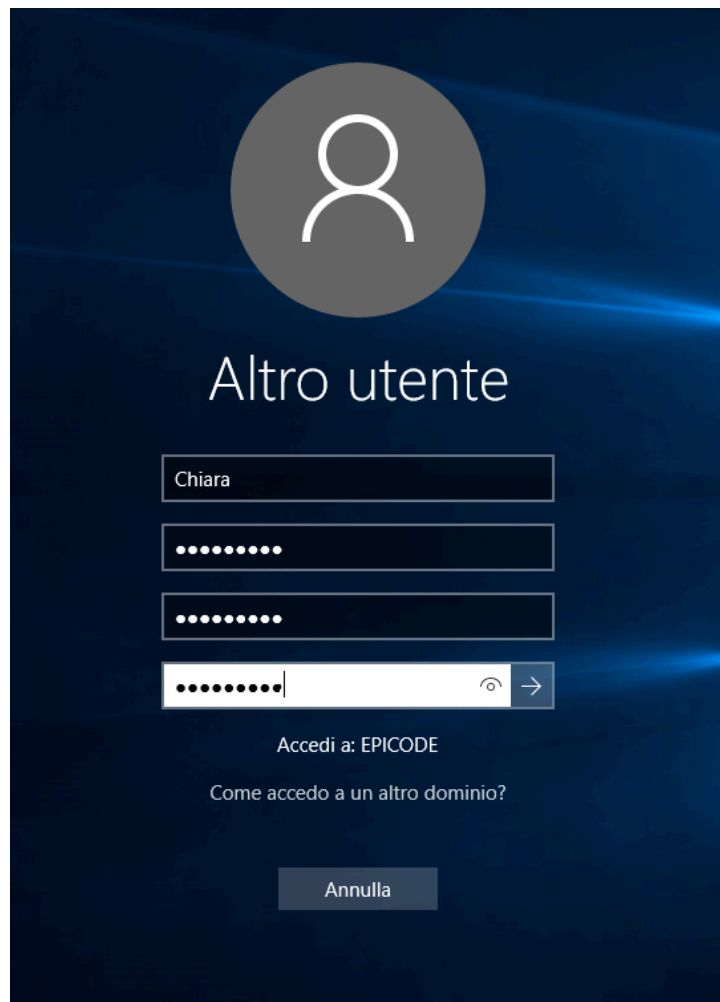 Altro utente
Chiara
●●●●●●●●●
●●●●●●●●●
●●●●●●●●●
Accedi a: EPICODE
Come accedo a un altro dominio?
Annulla